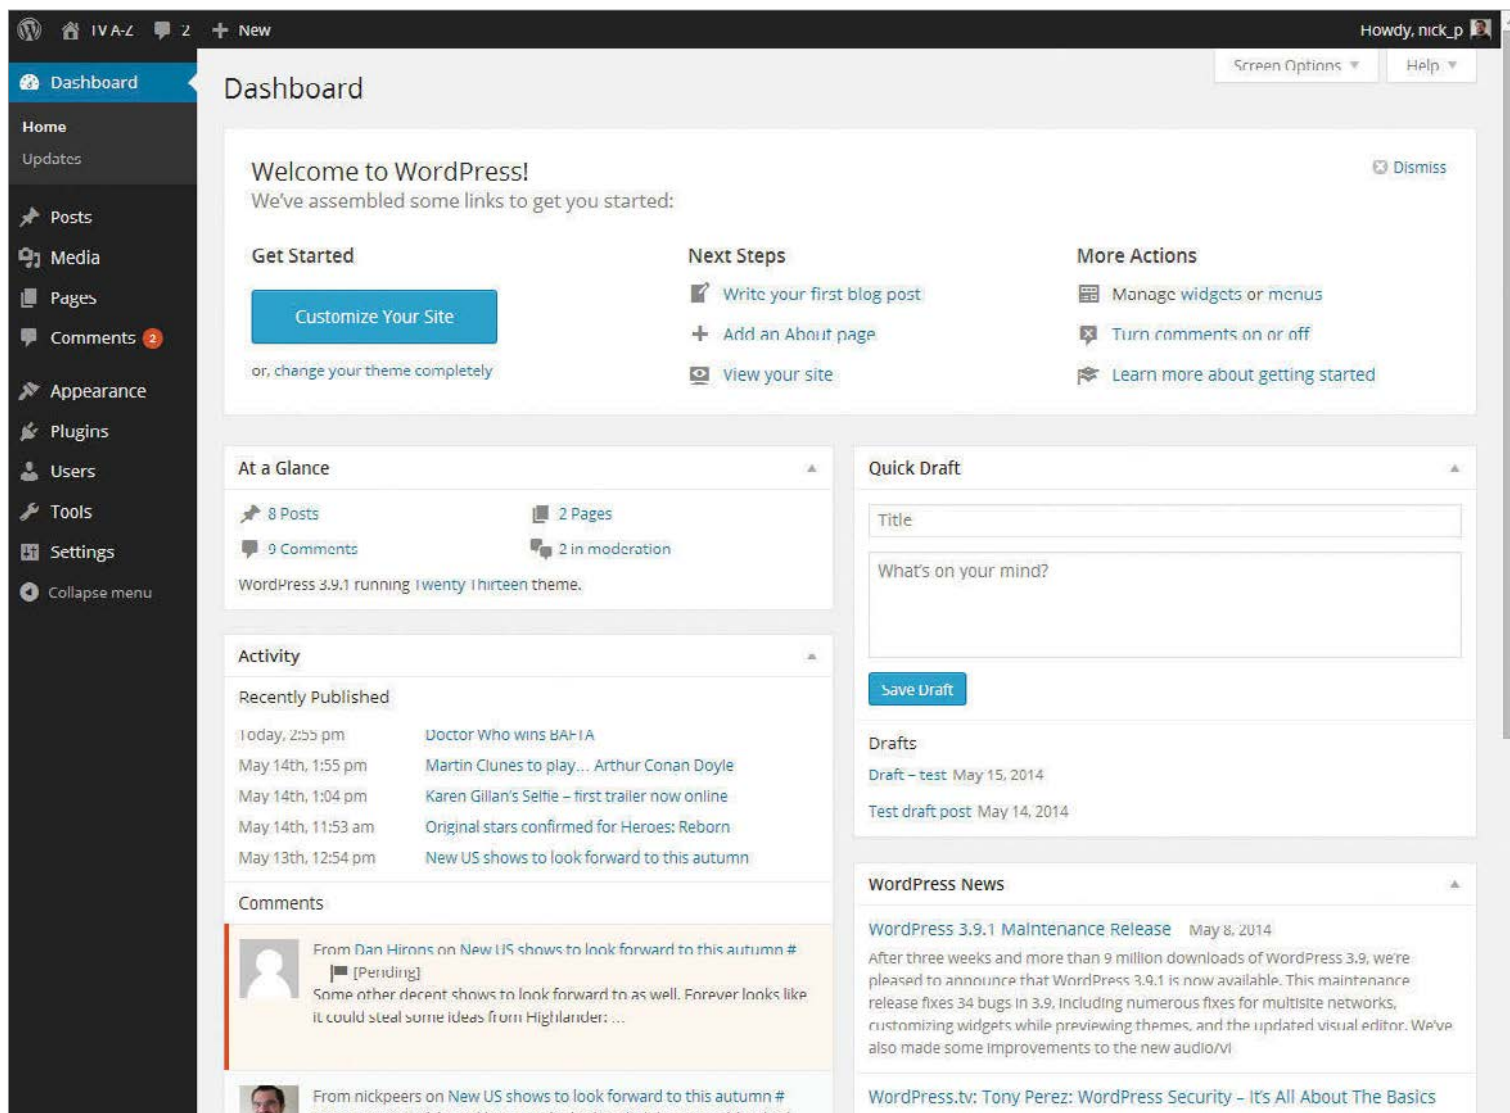 TV A-Z 2 + New
Howdy, nick_p
Screen Options Help
Dashboard
Home
Updates
Posts
Media
Pages
Comments 2
Appearance
Plugins
Users
Tools
Settings
Collapse menu
Dashboard
Welcome to WordPress!
Dismiss
We've assembled some links to get you started:
Get Started
Customize Your Site
or, change your theme completely
Next Steps
Write your first blog post
Add an About page
View your site
More Actions
Manage widgets or menus
Turn comments on or off
Learn more about getting started
At a Glance
8 Posts 2 Pages
9 Comments 2 in moderation
WordPress 3.9.1 running Twenty Thirteen theme.
Activity
Recently Published
Today, 2:55 pm Doctor Who wins BAFTA
May 14th, 1:55 pm Martin Clunes to play… Arthur Conan Doyle
May 14th, 1:04 pm Karen Gillan's Selfie – first trailer now online
May 14th, 11:53 am Original stars confirmed for Heroes: Reborn
May 13th, 12:54 pm New US shows to look forward to this autumn
Comments
From Dan Hirons on New US shows to look forward to this autumn #
[Pending]
Some other decent shows to look forward to as well. Forever looks like
it could steal some ideas from Highlander: …
From nickpeers on New US shows to look forward to this autumn #
Quick Draft
Title
What's on your mind?
Save Draft
Drafts
Draft – test May 15, 2014
Test draft post May 14, 2014
WordPress News
WordPress 3.9.1 Maintenance Release May 8, 2014
After three weeks and more than 9 million downloads of WordPress 3.9, we're
pleased to announce that WordPress 3.9.1 is now available. This maintenance
release fixes 34 bugs in 3.9, including numerous fixes for multisite networks,
customizing widgets while previewing themes, and the updated visual editor. We've
also made some improvements to the new audio/vi
WordPress.tv: Tony Perez: WordPress Security – It's All About The Basics